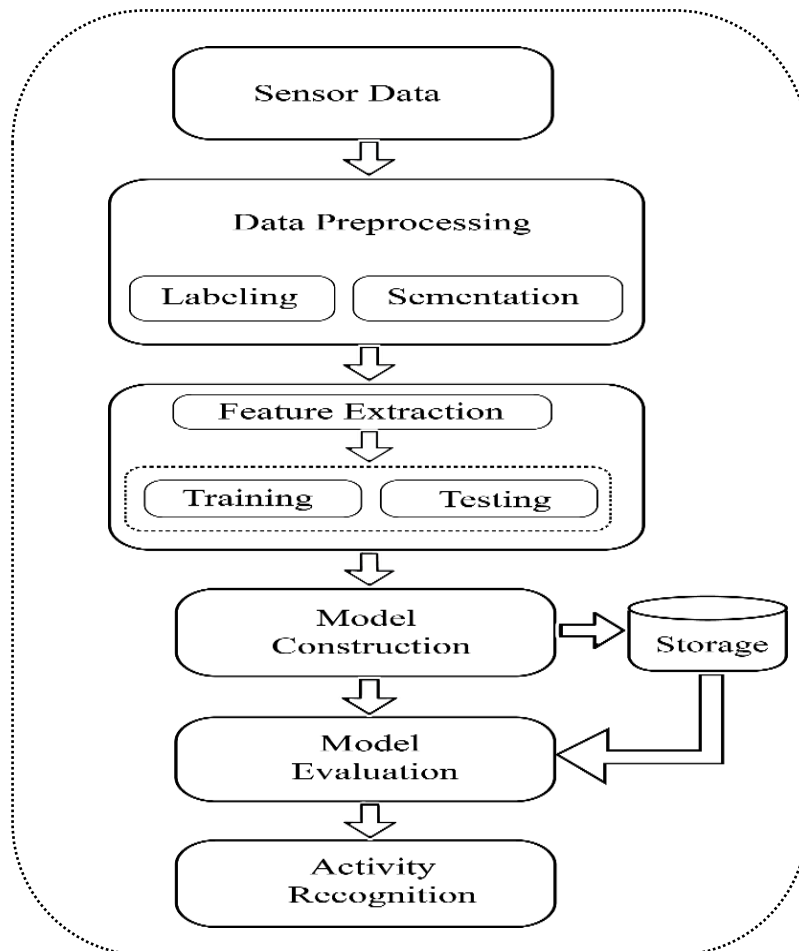 Sensor Data
Data Preprocessing
Labeling
Sementation
Feature Extraction
Training
Testing
Model
Construction
Storage
Model
Evaluation
Activity
Recognition